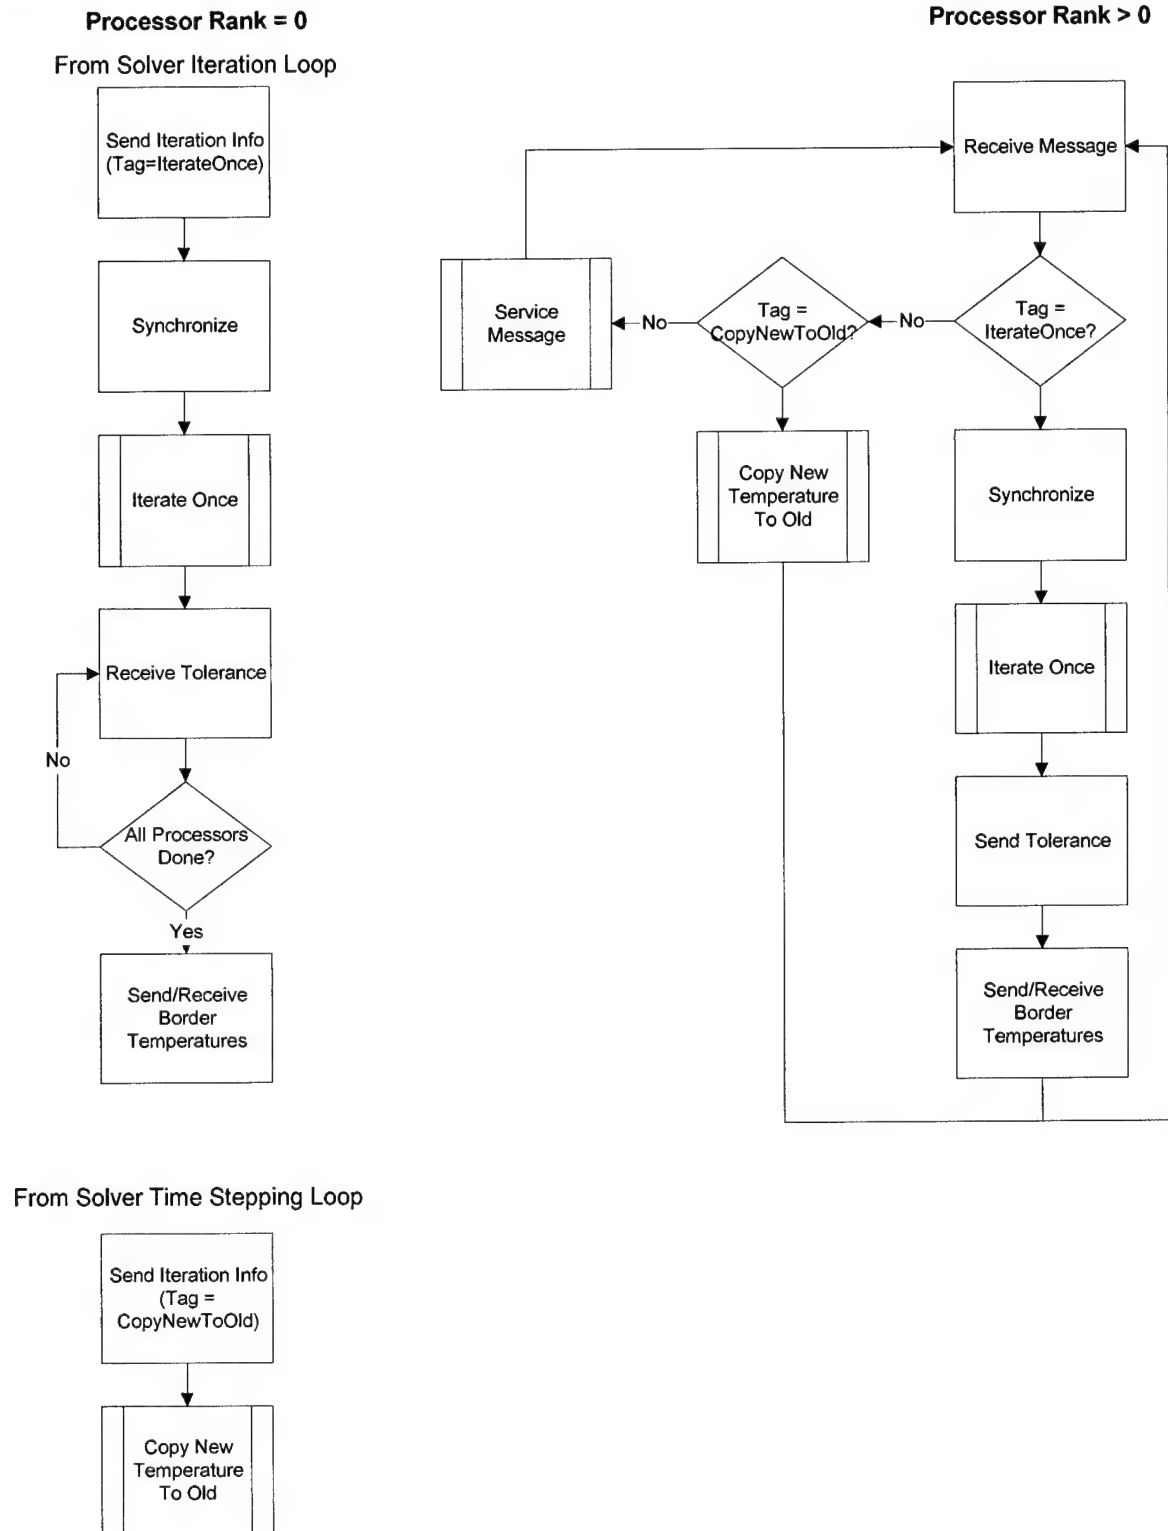 Processor Rank = 0
From Solver Iteration Loop
Send Iteration Info
(Tag=IterateOnce)
Synchronize
Iterate Once
Receive Tolerance
No
All Processors
Done?
Yes
Send/Receive
Border
Temperatures
From Solver Time Stepping Loop
Send Iteration Info
(Tag =
CopyNewToOld)
Copy New
Temperature
To Old
Processor Rank > 0
Receive Message
Tag =
IterateOnce?
No
Tag =
CopyNewToOld?
No
Service
Message
Copy New
Temperature
To Old
Synchronize
Iterate Once
Send Tolerance
Send/Receive
Border
Temperatures